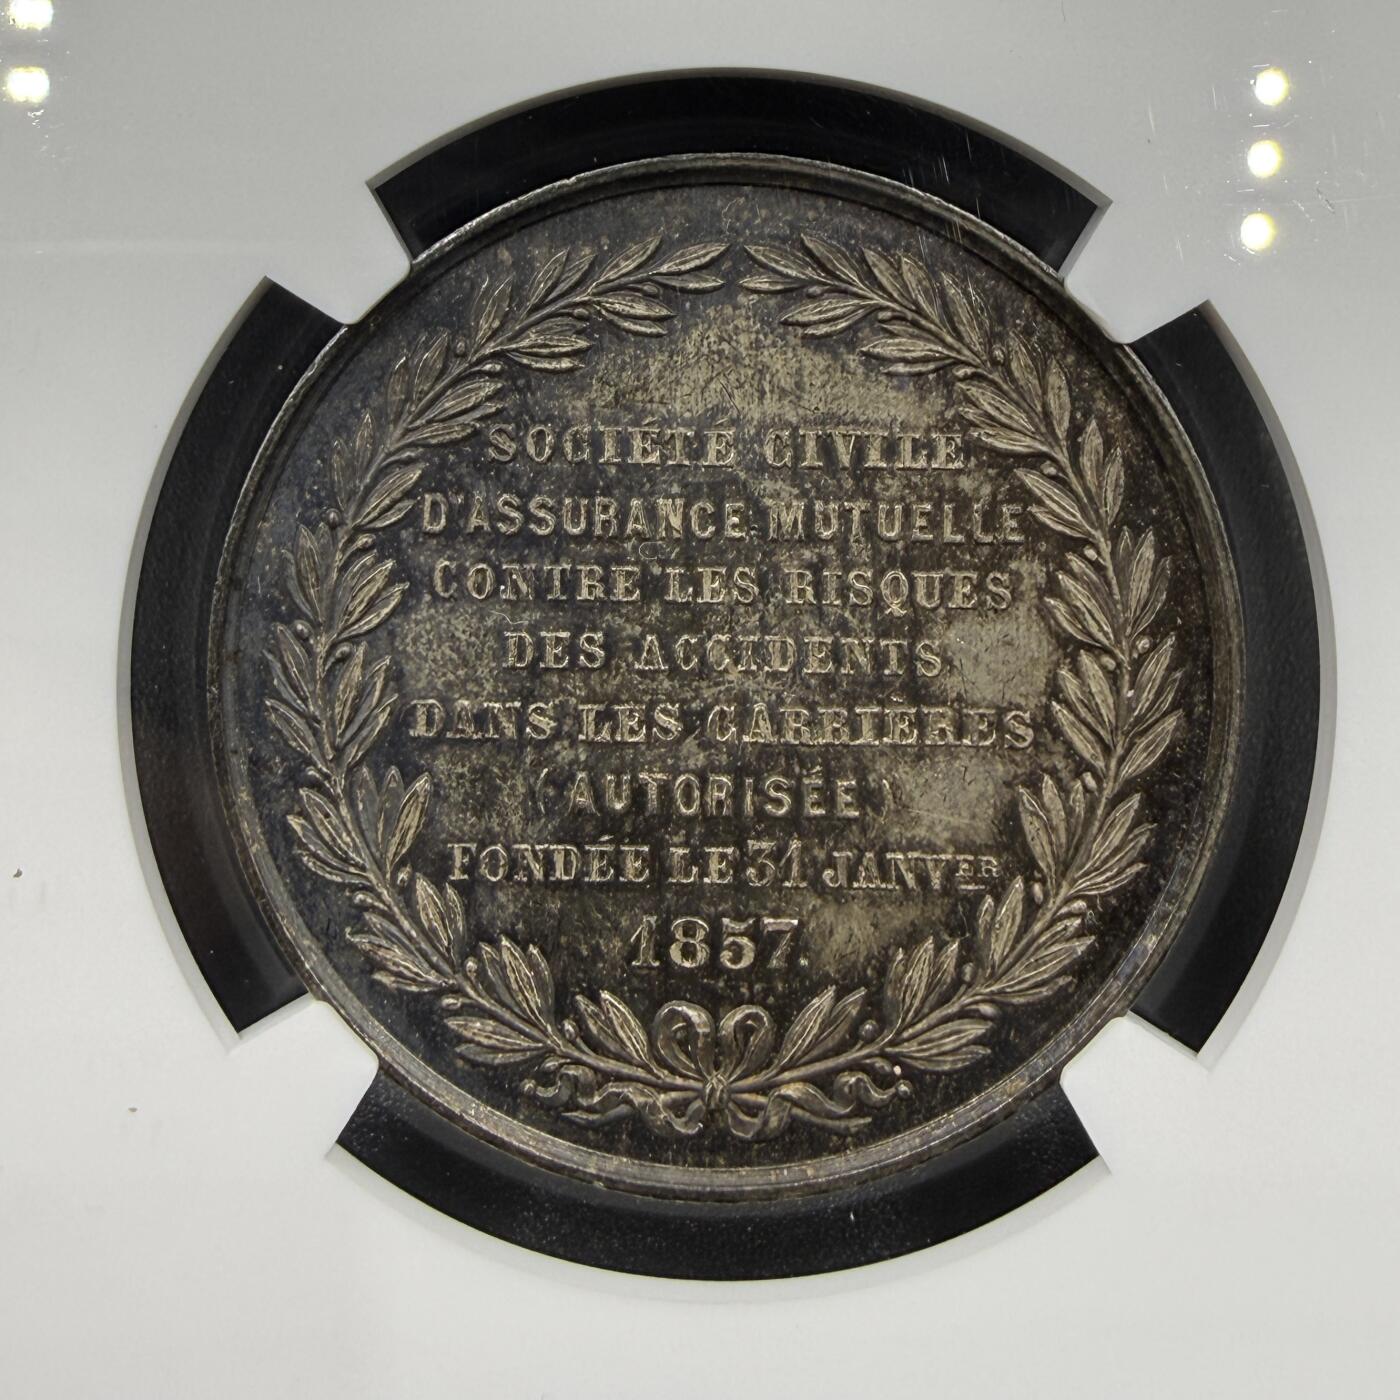 SOCIÉTÉ CIVILE
D'ASSURANCE MUTUELLE
CONTRE LES RISQUES
DES ACCIDENTS
DANS LES CARRIÈRES
(AUTORISÉE)
FONDÉE LE 31 JANVER
1857.